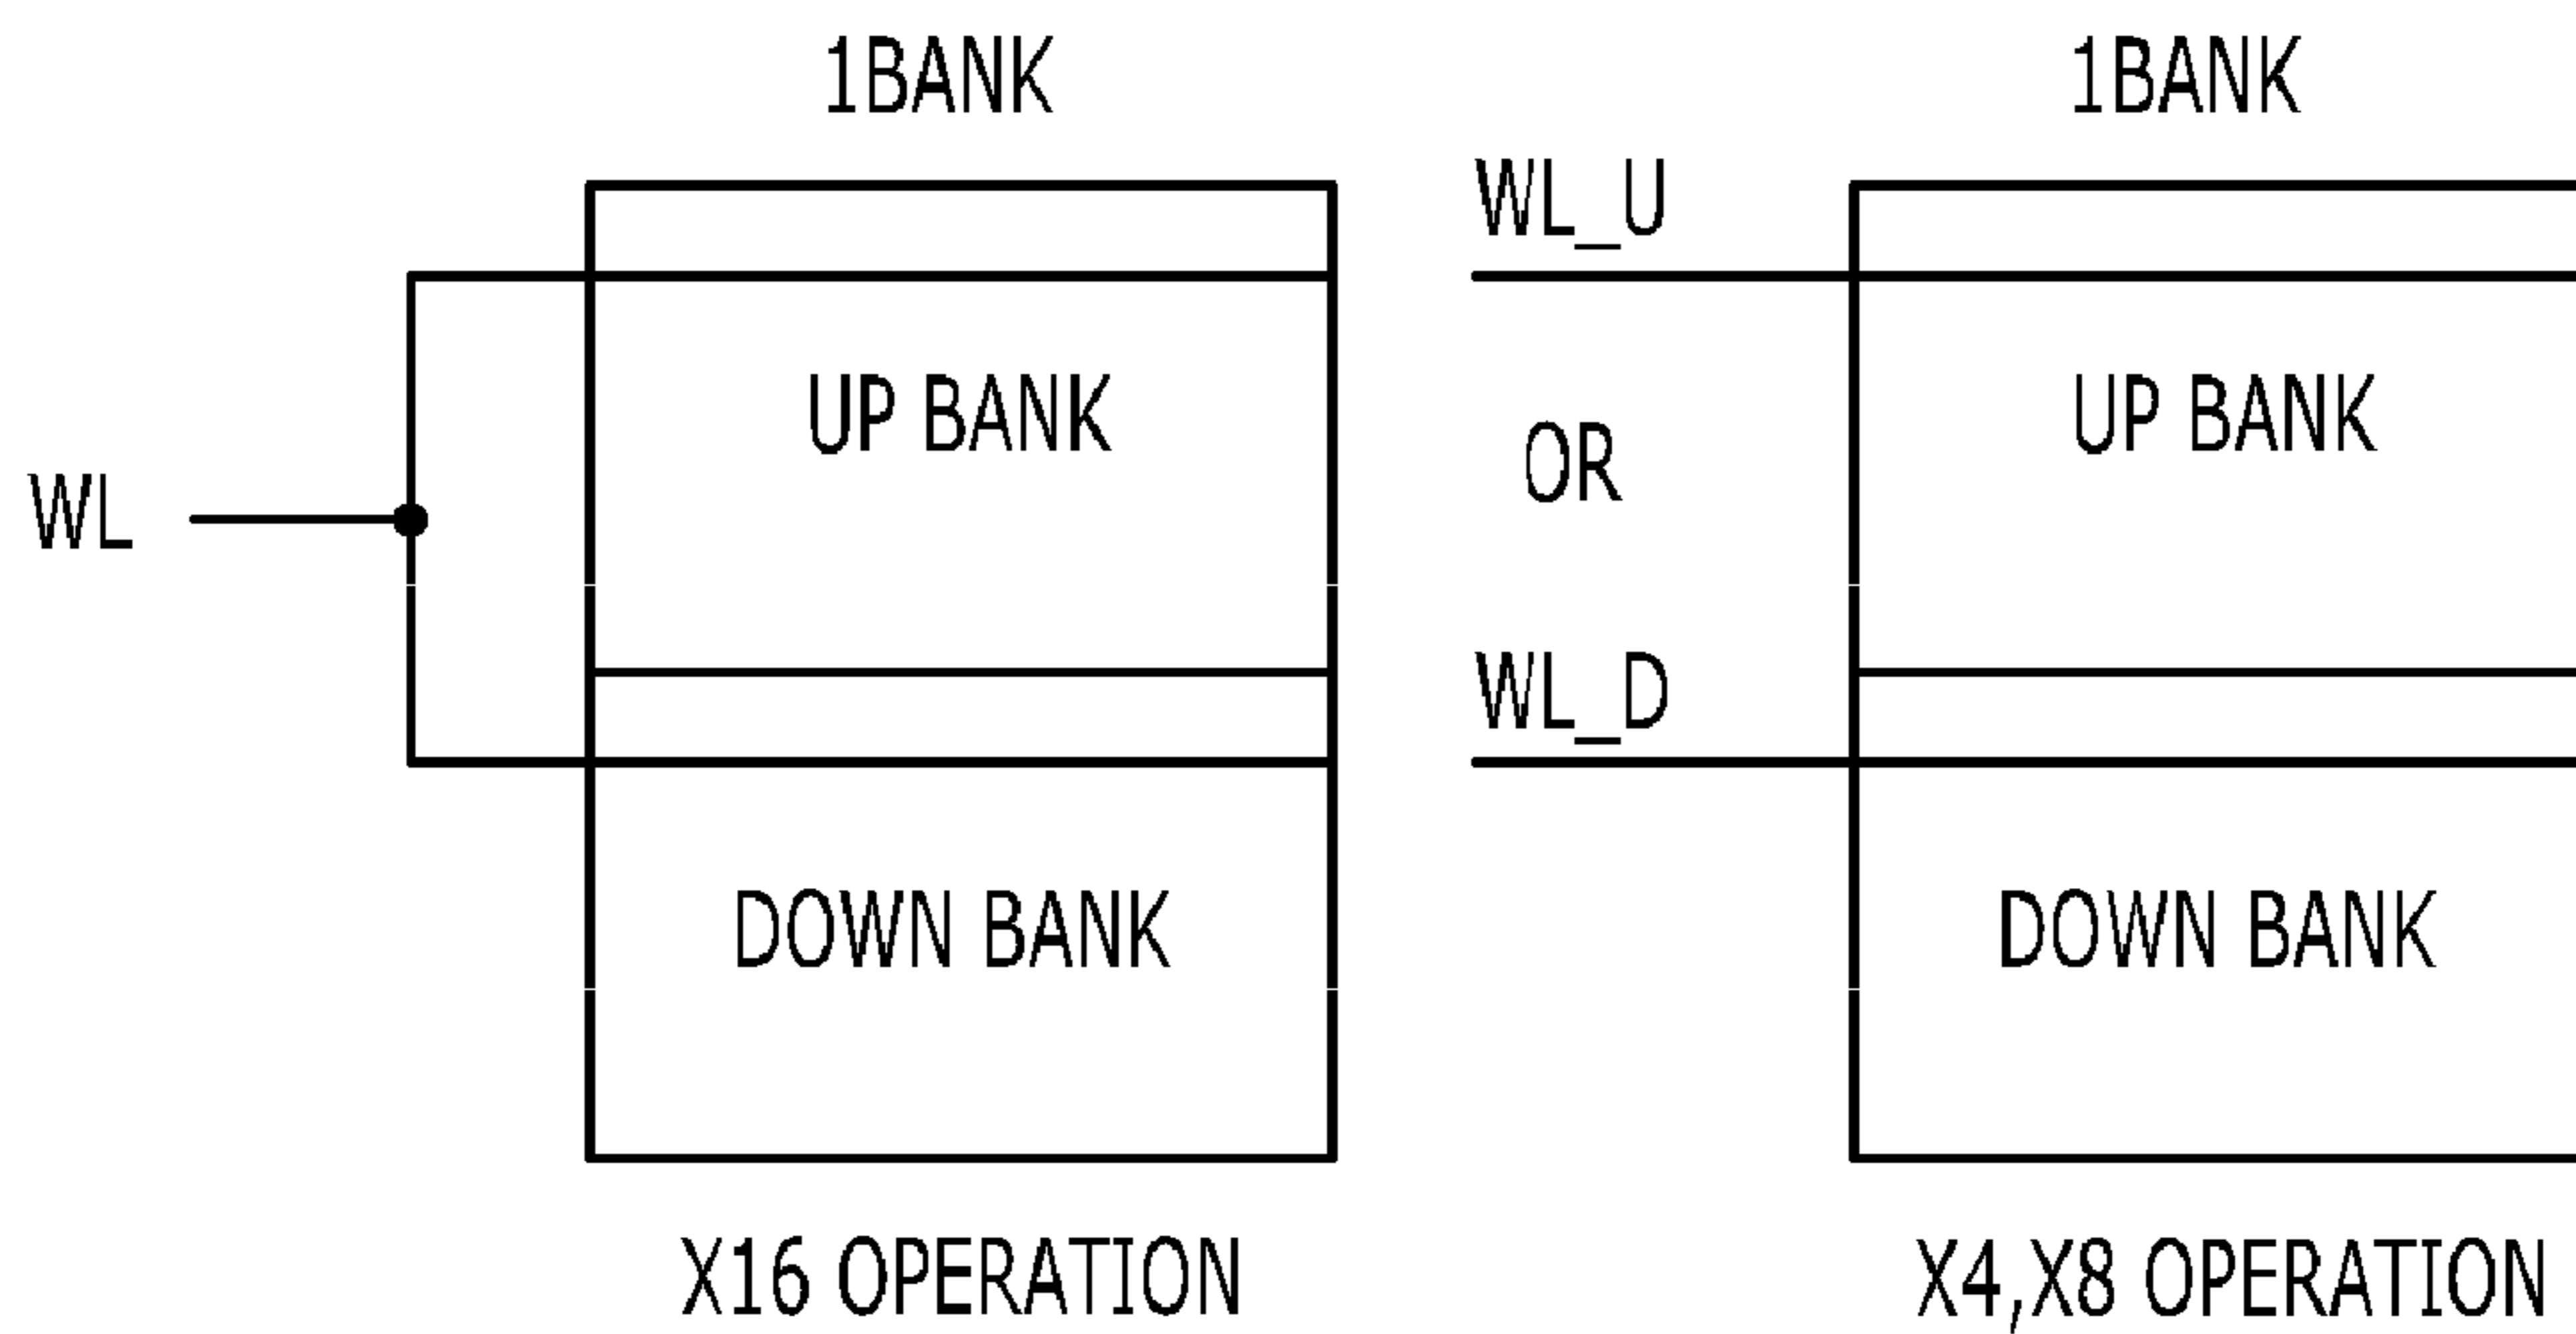 1BANK
WL
UP BANK
DOWN BANK
X16 OPERATION
1BANK
WL_U
OR
WL_D
UP BANK
DOWN BANK
X4,X8 OPERATION